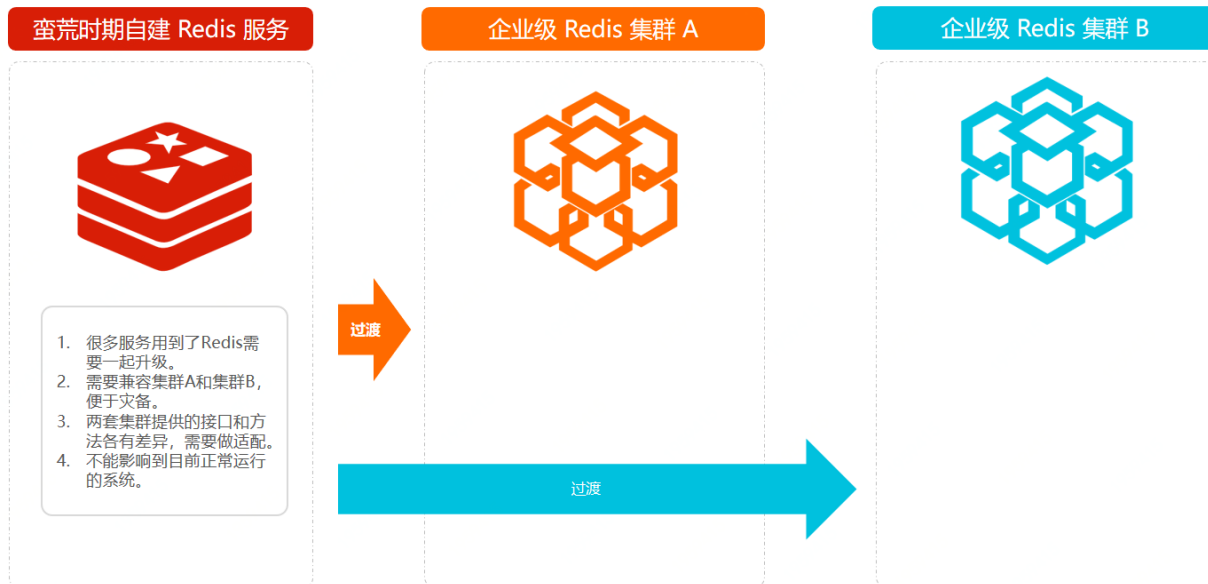 蛮荒时期自建 Redis 服务
企业级 Redis 集群 A
企业级 Redis 集群 B
1. 很多服务用到了Redis需
要一起升级。
2. 需要兼容集群A和集群B，
便于灾备。
3. 两套集群提供的接口和方
法各有差异，需要做适配。
4. 不能影响到目前正常运行
的系统。
过渡
过渡